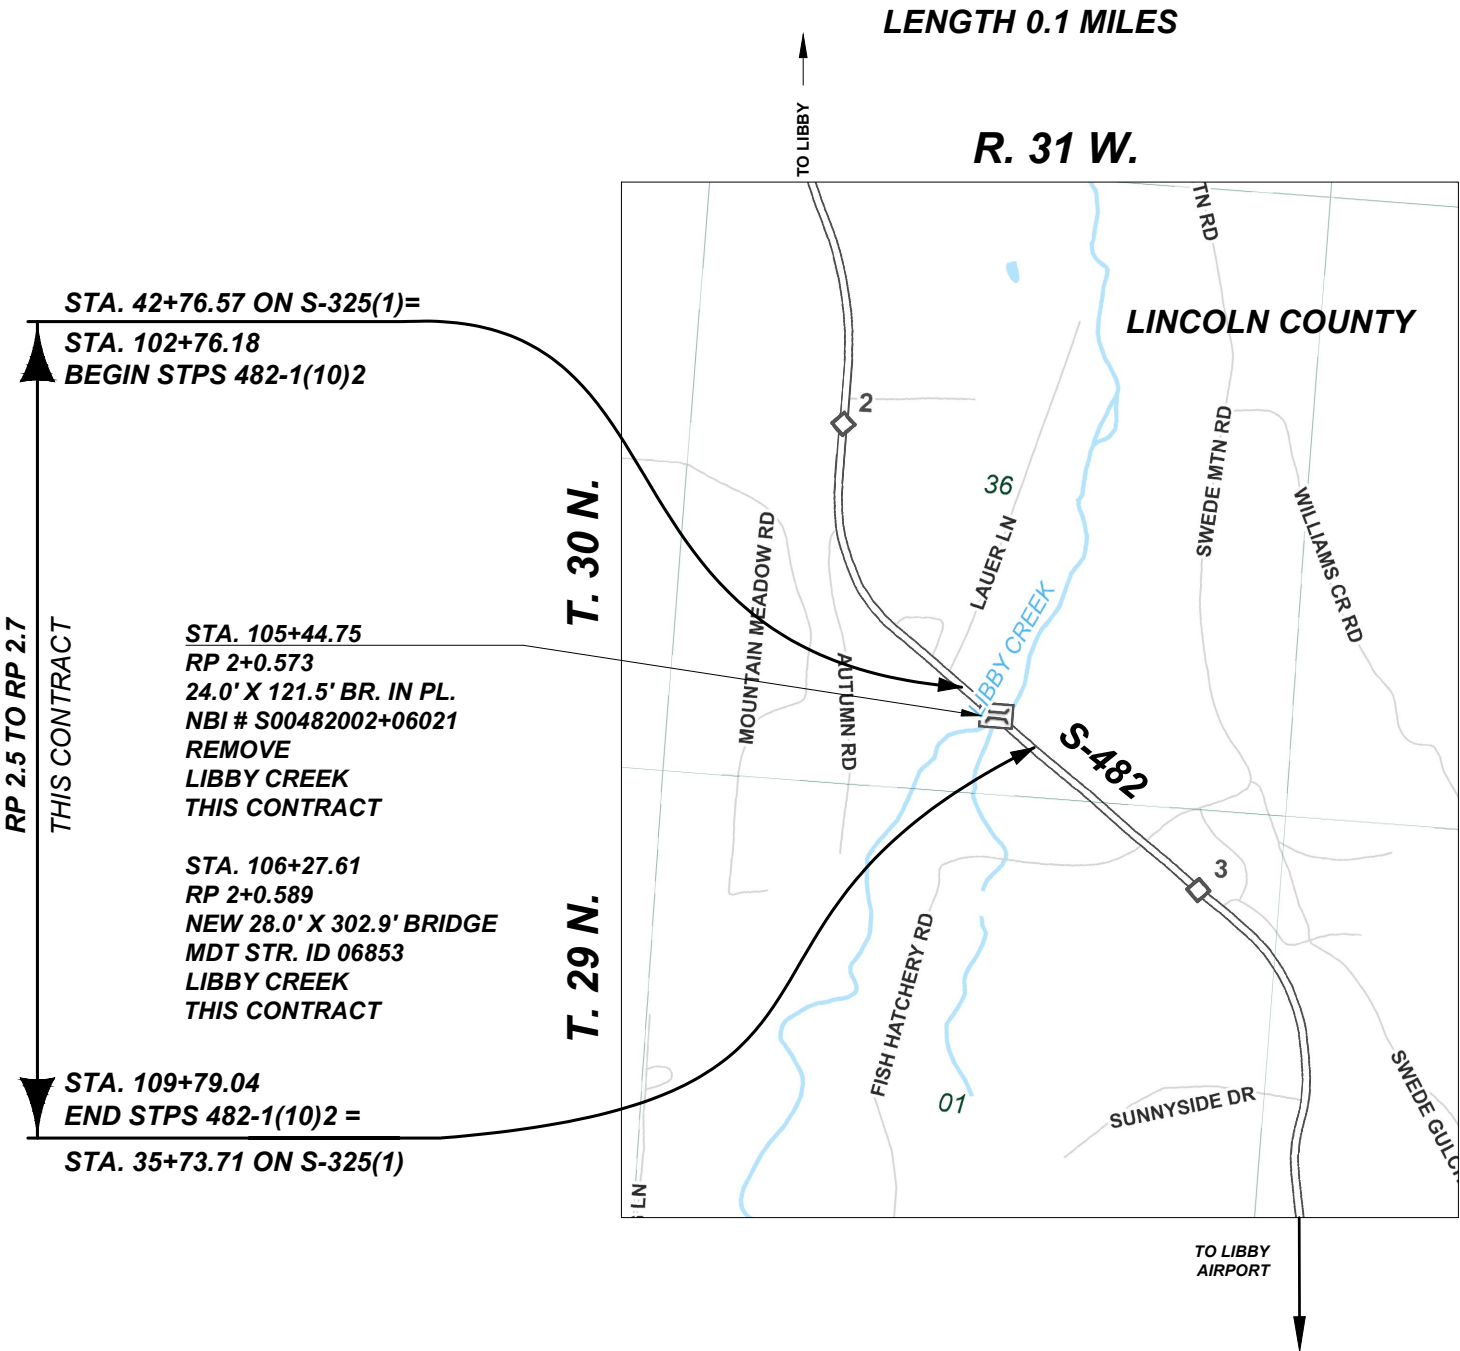 LENGTH 0.1 MILES
TO LIBBY
R. 31 W.
STA. 42+76.57 ON S-325(1)=
STA. 102+76.18
BEGIN STPS 482-1(10)2
LINCOLN COUNTY
TN RD
2
36
SWEDE MTN RD
WILLIAMS CR RD
T. 30 N.
MOUNTAIN MEADOW RD
LAUER LN
LIBBY CREEK
AUTUMN RD
RP 2.5 TO RP 2.7
THIS CONTRACT
STA. 105+44.75
RP 2+0.573
24.0' X 121.5' BR. IN PL.
NBI # S00482002+06021
REMOVE
LIBBY CREEK
THIS CONTRACT
S-482
STA. 106+27.61
RP 2+0.589
NEW 28.0' X 302.9' BRIDGE
MDT STR. ID 06853
LIBBY CREEK
THIS CONTRACT
T. 29 N.
3
FISH HATCHERY RD
01
SUNNYSIDE DR
SWEDE GULCH
STA. 109+79.04
END STPS 482-1(10)2 =
STA. 35+73.71 ON S-325(1)
LN
TO LIBBY
AIRPORT